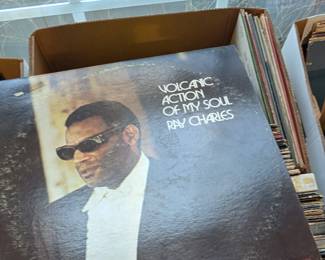 VOLCANIC
ACTION
OF MY SOUL
RAY CHARLES